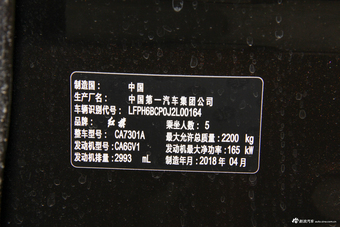 制造国： 中国
生产厂名： 中国第一汽车集团公司
车辆识别代号： LFPH6BCP0J2L00164
品牌： 红旗 乘坐人数： 5
整车型号： CA7301A 最大允许总质量： 2200 kg
发动机型号： CA6GV1 发动机最大净功率： 165 kW
发动机排量： 2993 mL 制造年月： 2018 年 04 月